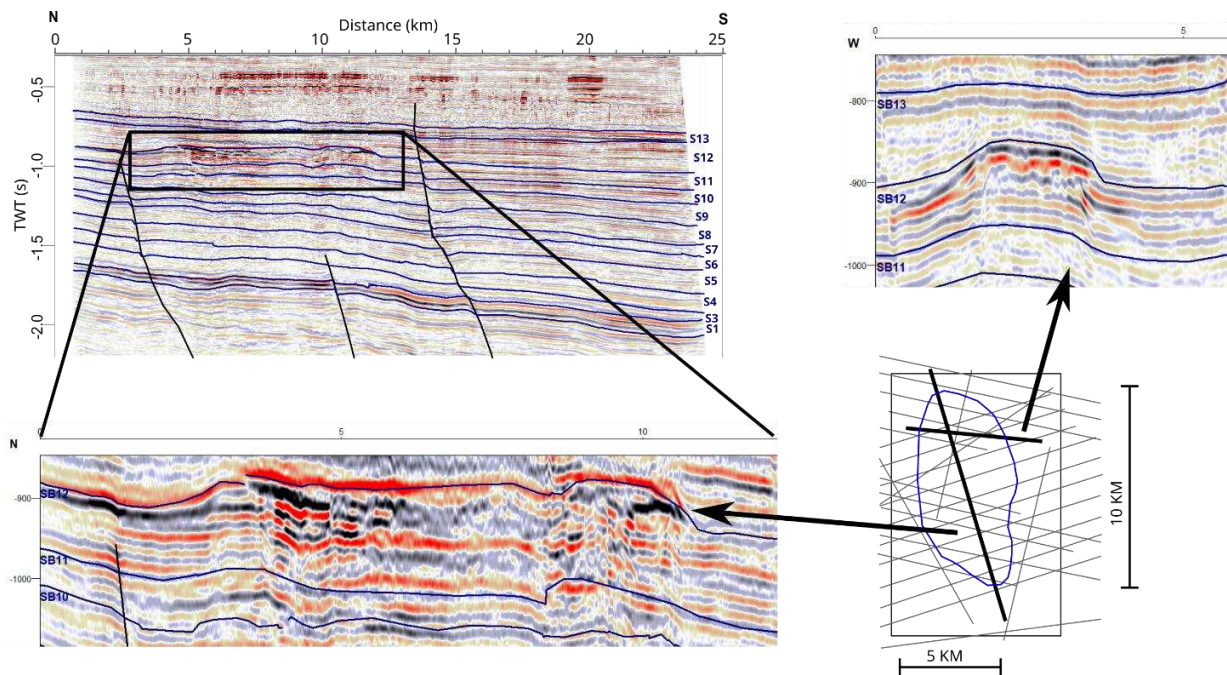 N
Distance (km)
S
0 5 10 15 20 25
TWT (s)
-0.5
-1.0
-1.5
-2.0
S13
S12
S11
S10
S9
S8
S7
S6
S5
S4
S3
S1
0 5
W
-800
-900
-1000
SB13
SB12
SB11
N
0 5 10
-900
-1000
SB12
SB11
SB10
10 KM
5 KM